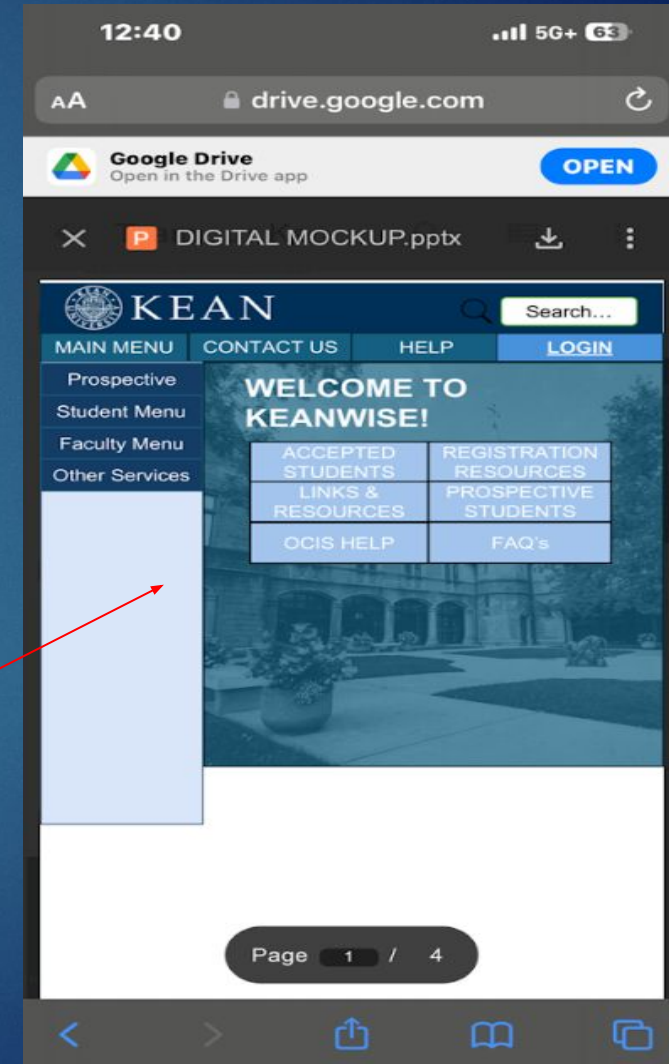 12:40 5G+ 63
AA drive.google.com
Google Drive
Open in the Drive app
OPEN
P DIGITAL MOCKUP.pptx
KEAN Search...
MAIN MENU CONTACT US HELP LOGIN
Prospective
Student Menu
Faculty Menu
Other Services
WELCOME TO
KEANWISE!
ACCEPTED
STUDENTS
REGISTRATION
RESOURCES
LINKS &
RESOURCES
PROSPECTIVE
STUDENTS
OCIS HELP FAQ's
Page 1 / 4